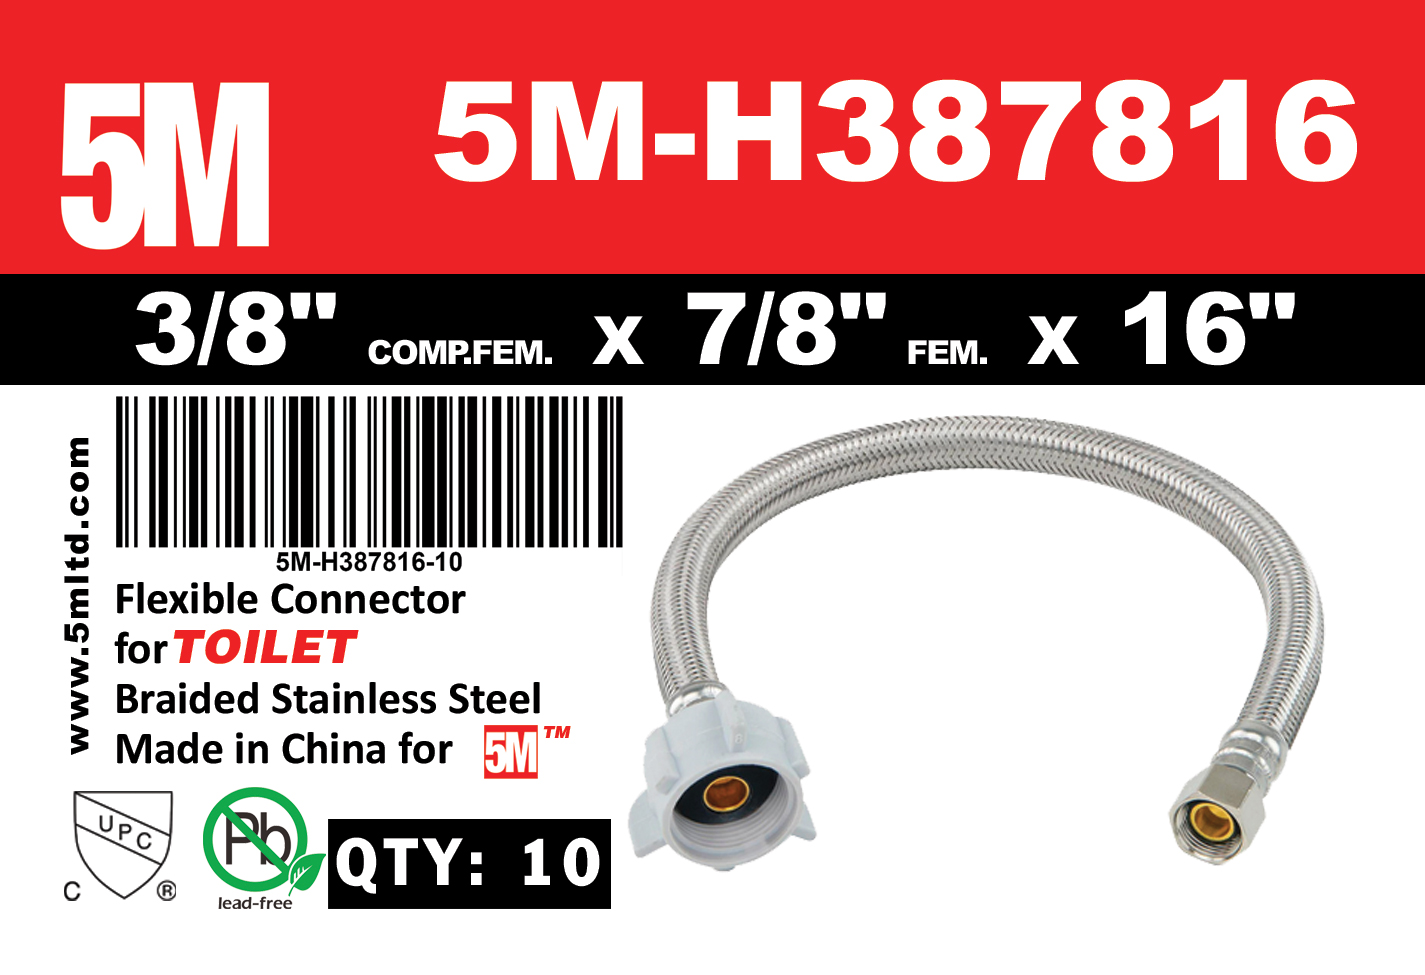 5M
5M-H387816
3/8" COMP.FEM. x 7/8" FEM. x 16"
www.5mltd.com
5M-H387816-10
Flexible Connector
for TOILET
Braided Stainless Steel
Made in China for 5M™
UPC
C ®
Pb
lead-free
QTY: 10